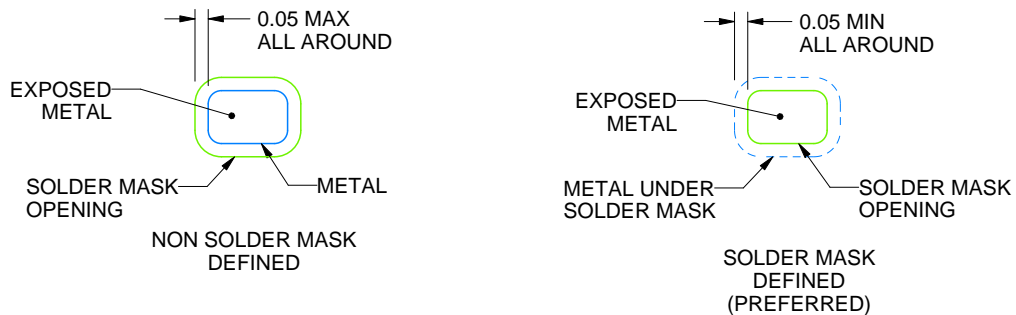 0.05 MAX
ALL AROUND
EXPOSED
METAL
SOLDER MASK
OPENING
METAL
NON SOLDER MASK
DEFINED
0.05 MIN
ALL AROUND
EXPOSED
METAL
METAL UNDER
SOLDER MASK
SOLDER MASK
OPENING
SOLDER MASK
DEFINED
(PREFERRED)